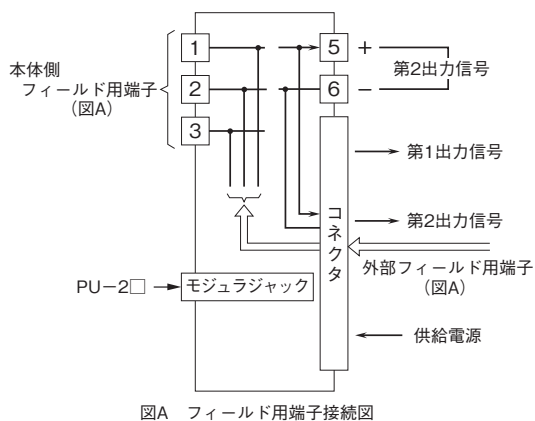 1
2
3
本体側
フィールド用端子
(図A)
5 +
6 −
第2出力信号
第1出力信号
第2出力信号
コネクタ
外部フィールド用端子
(図A)
PU−2□
モジュラジャック
供給電源
図A フィールド用端子接続図